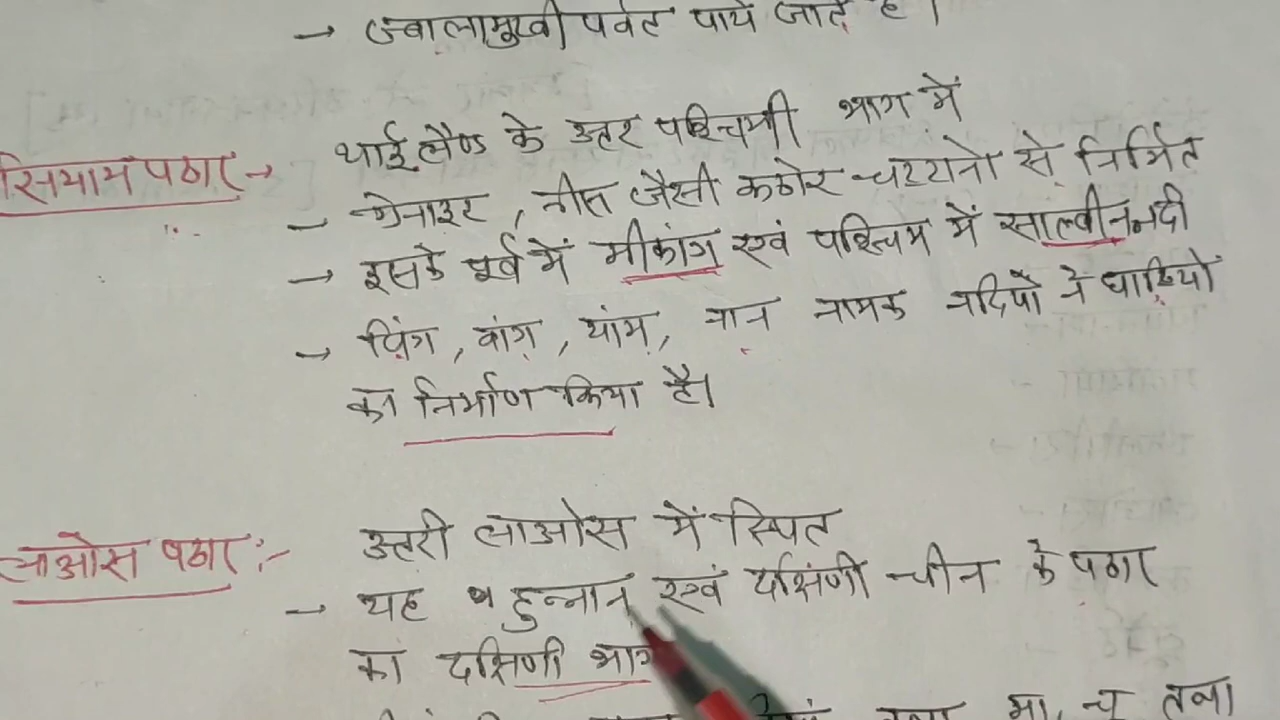 → ज्वालामुखी पर्वत पाये जाते है।
सियाम पठार → थाईलैण्ड के उत्तर पश्चिमी भाग में
– ग्रेनाइट, नीस जैसी कठोर चट्टानो से निर्मित
→ इसके पूर्व में मीकांग एवं पश्चिम में साल्वीन नदी
→ पिंग, वांग, यांम, नान नामक नदियों ने घाटियो
का निर्माण किया है।
लाओस पठार :- उत्तरी लाओस में स्थित
→ यह हुन्नान एवं दक्षिणी चीन के पठार
का दक्षिणी भाग
तथा